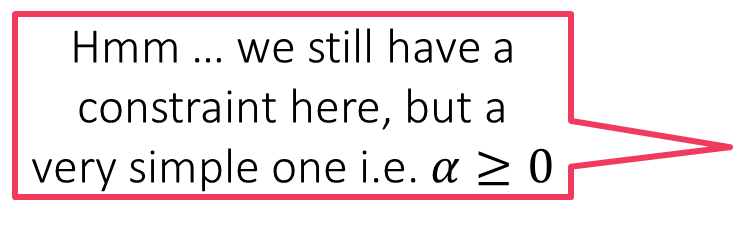 Hmm … we still have a
constraint here, but a
very simple one i.e. 𝛼 ≥ 0